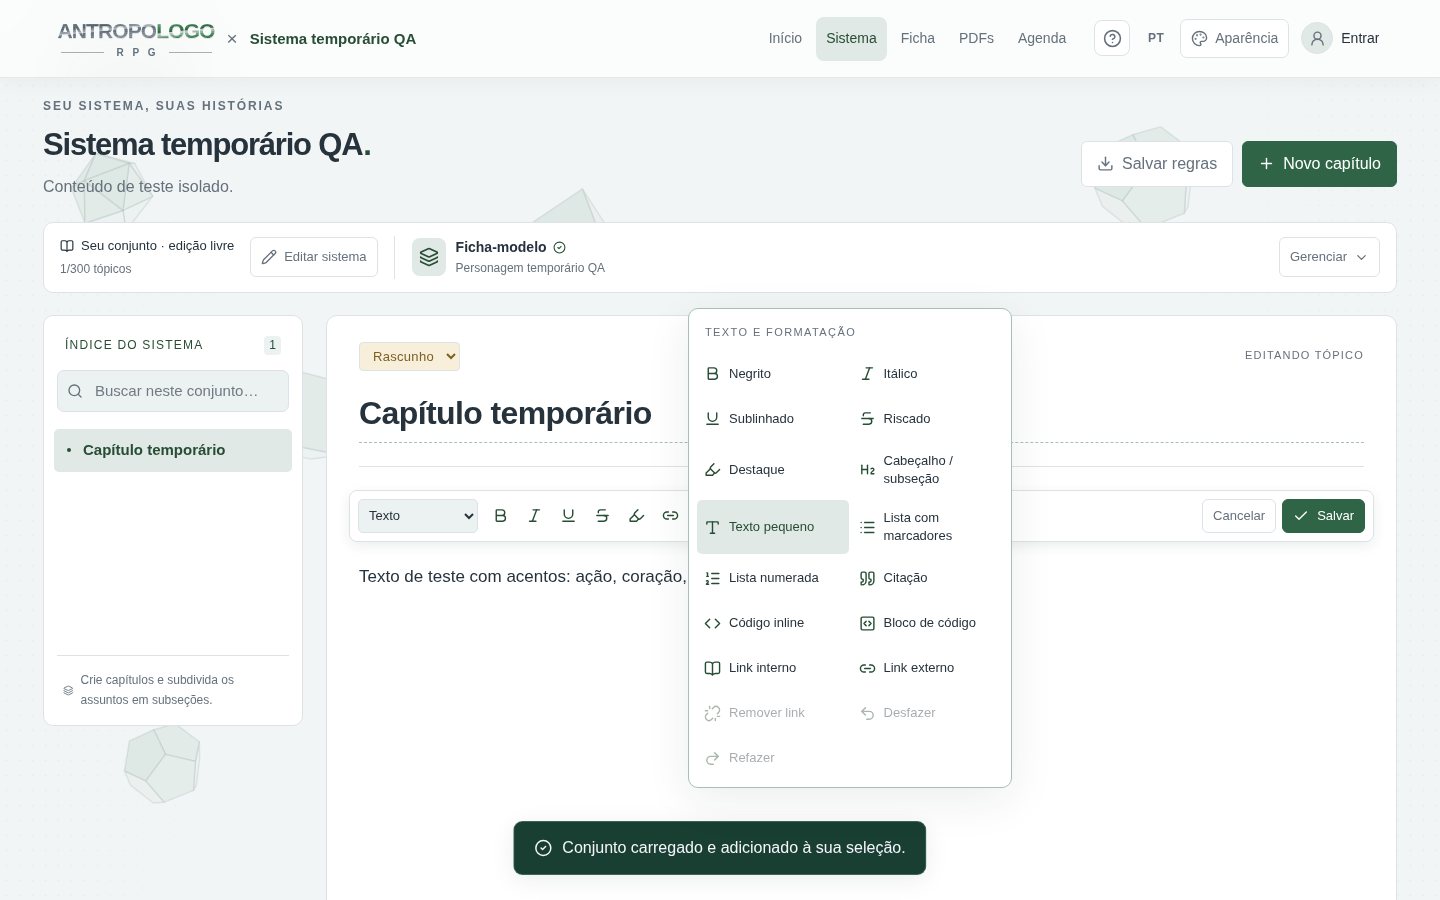 ANTROPOLOGO
RPG
× Sistema temporário QA
Início
Sistema
Ficha
PDFs
Agenda
PT
Aparência
Entrar
SEU SISTEMA, SUAS HISTÓRIAS
Sistema temporário QA.
Conteúdo de teste isolado.
Salvar regras
Novo capítulo
Seu conjunto · edição livre
1/300 tópicos
Editar sistema
Ficha-modelo
Personagem temporário QA
Gerenciar
ÍNDICE DO SISTEMA
1
Buscar neste conjunto…
• Capítulo temporário
Crie capítulos e subdivida os
assuntos em subseções.
Rascunho
EDITANDO TÓPICO
Capítulo temporário
Texto
Cancelar
Salvar
Texto de teste com acentos: ação, coração,
TEXTO E FORMATAÇÃO
Negrito
Itálico
Sublinhado
Riscado
Destaque
Cabeçalho /
subseção
Texto pequeno
Lista com
marcadores
Lista numerada
Citação
Código inline
Bloco de código
Link interno
Link externo
Remover link
Desfazer
Refazer
Conjunto carregado e adicionado à sua seleção.